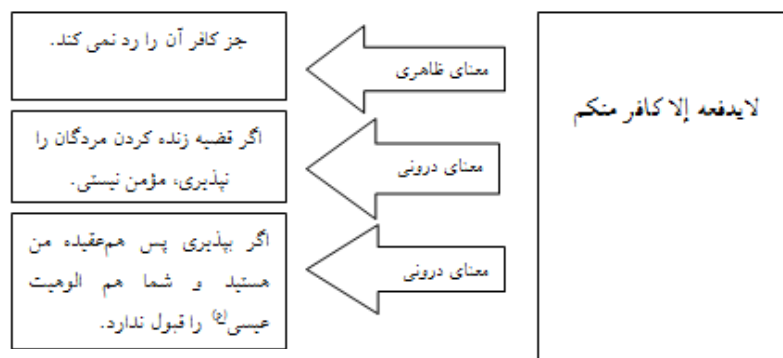 لایدفعه إلا کافر منکم
معنای ظاهری
جز کافر آن را رد نمی کند.
معنای درونی
اگر قضیه زنده کردن مردگان را
نپذیری، مؤمن نیستی.
معنای درونی
اگر بپذیری پس هم‌عقیده من
هستید و شما هم الوهیت
عیسی(ع) را قبول ندارد.